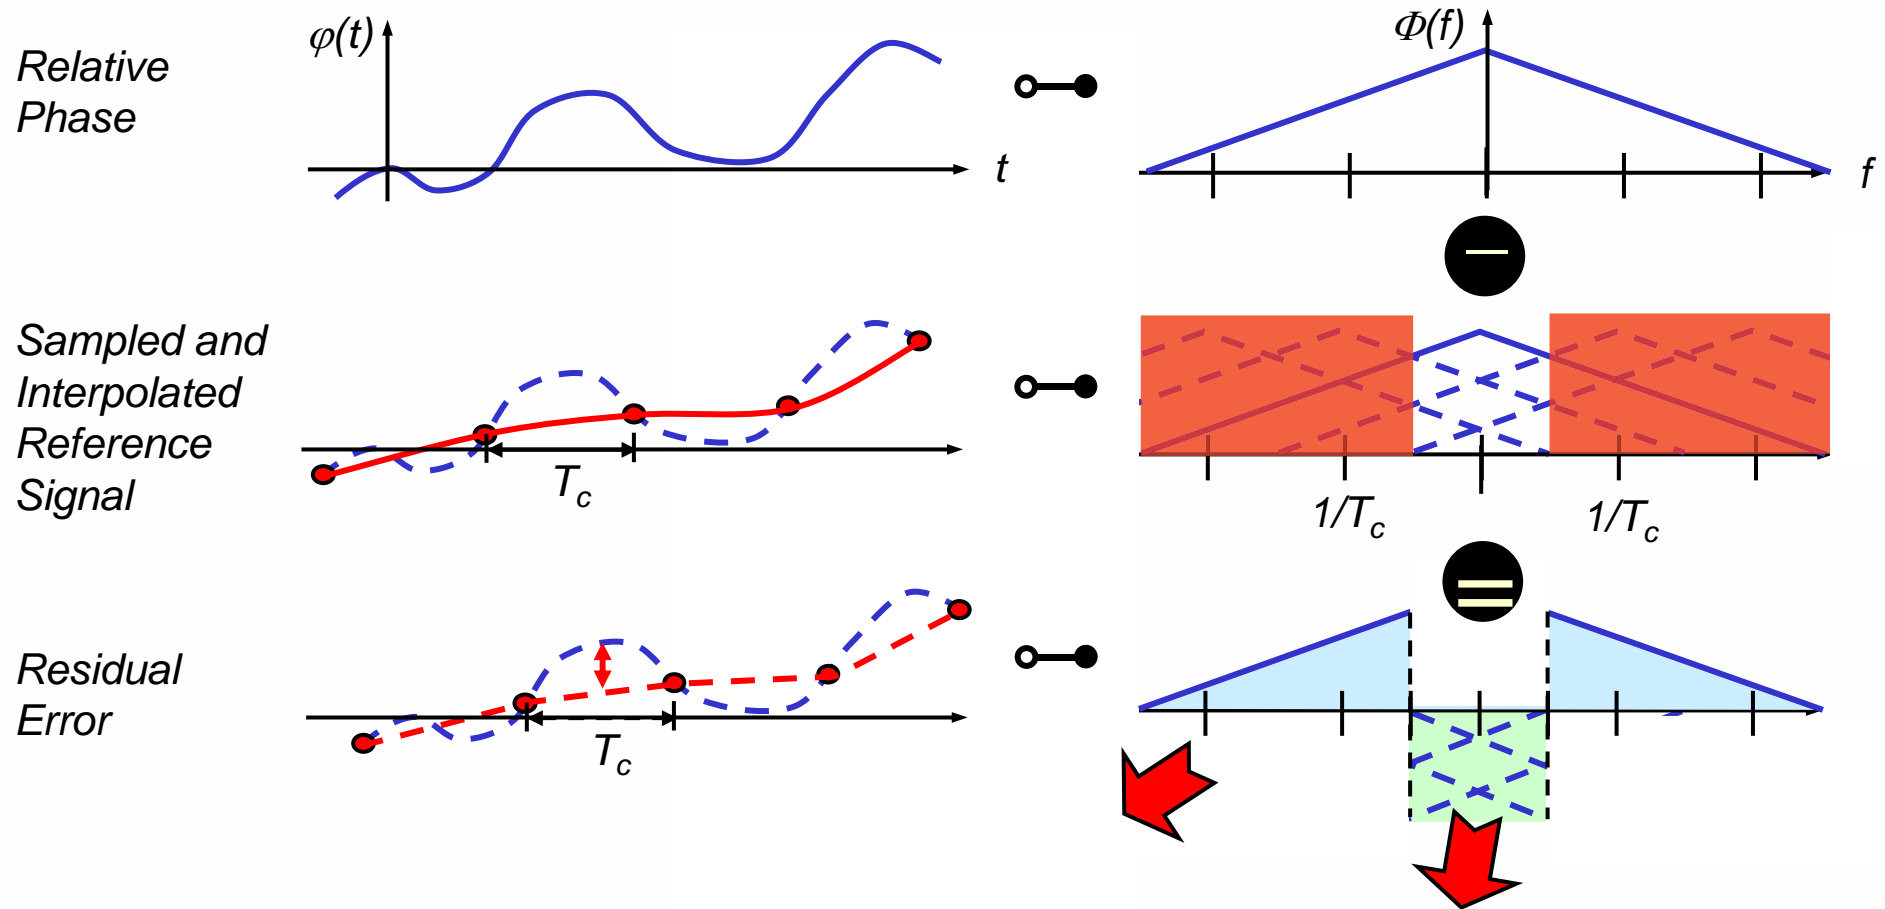 φ(t)
Φ(f)
Relative
Phase
t
f
Sampled and
Interpolated
Reference
Signal
T_c
1/T_c
1/T_c
Residual
Error
T_c